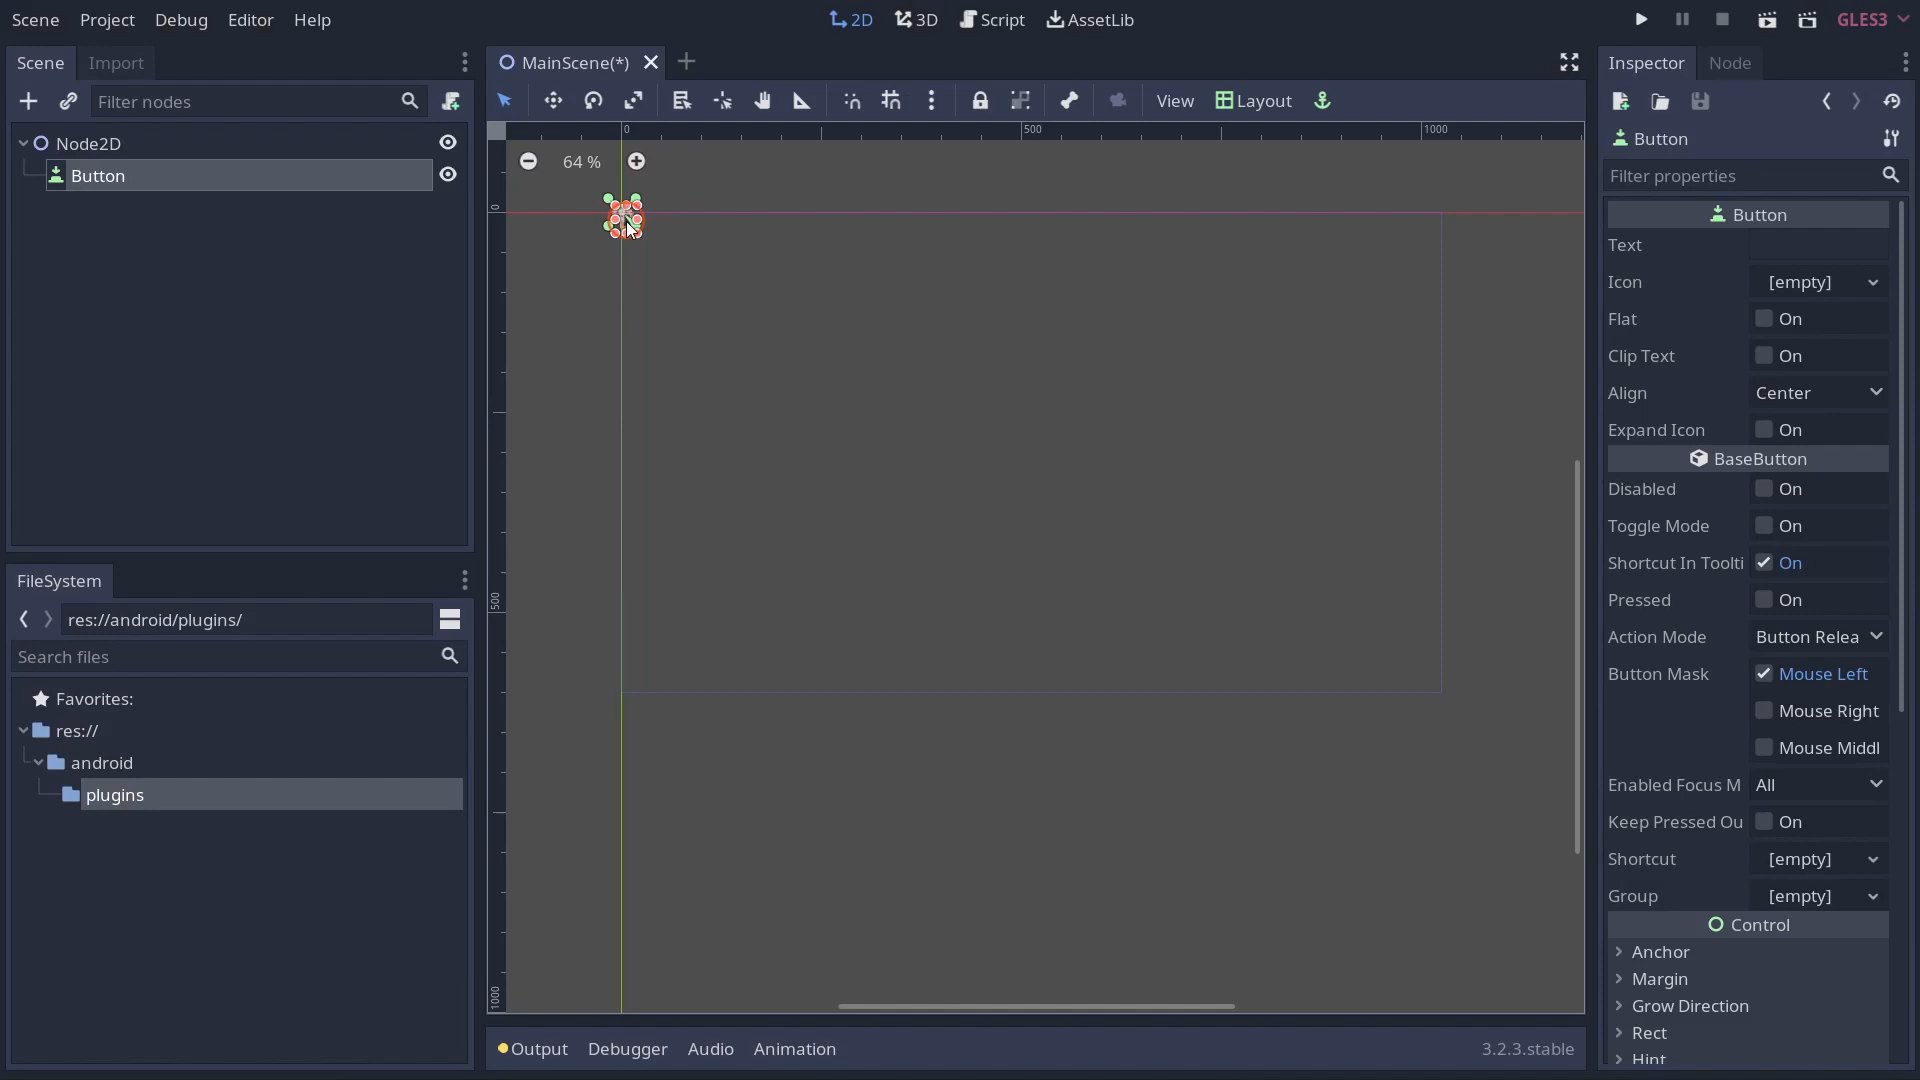 Scene Project Debug Editor Help 2D 3D Script AssetLib GLES3
Scene Import
Filter nodes
Node2D
Button
FileSystem
res://android/plugins/
Search files
Favorites:
res://
android
plugins
MainScene(*)
View Layout
0 500 1000
64 %
0
500
1000
Output Debugger Audio Animation 3.2.3.stable
Inspector Node
Button
Filter properties
Button
Text
Icon [empty]
Flat On
Clip Text On
Align Center
Expand Icon On
BaseButton
Disabled On
Toggle Mode On
Shortcut In Toolti On
Pressed On
Action Mode Button Relea
Button Mask Mouse Left
Mouse Right
Mouse Middl
Enabled Focus M All
Keep Pressed Ou On
Shortcut [empty]
Group [empty]
Control
Anchor
Margin
Grow Direction
Rect
Hint